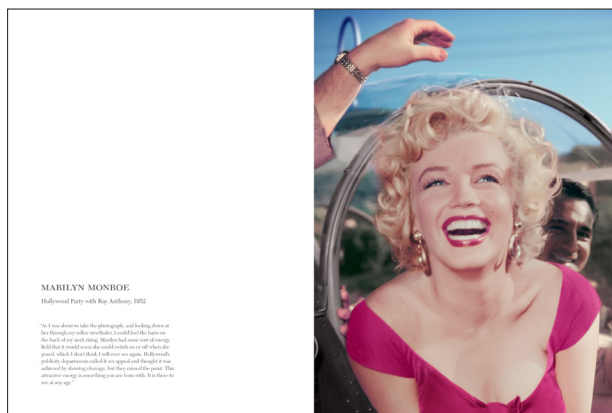 MARILYN MONROE
Hollywood Party with Ray Anthony, 1952
"As I was about to take the photograph, and looking down at
her through my reflex viewfinder, I could feel the hairs on
the back of my neck rising. Marilyn had some sort of energy
field that it would seem she could switch on or off when she
posed, which I don't think I will ever see again. Hollywood's
publicity departments called it sex appeal and thought it was
achieved by showing cleavage, but they missed the point. This
attractive energy is something you are born with. It is there to
see at any age."